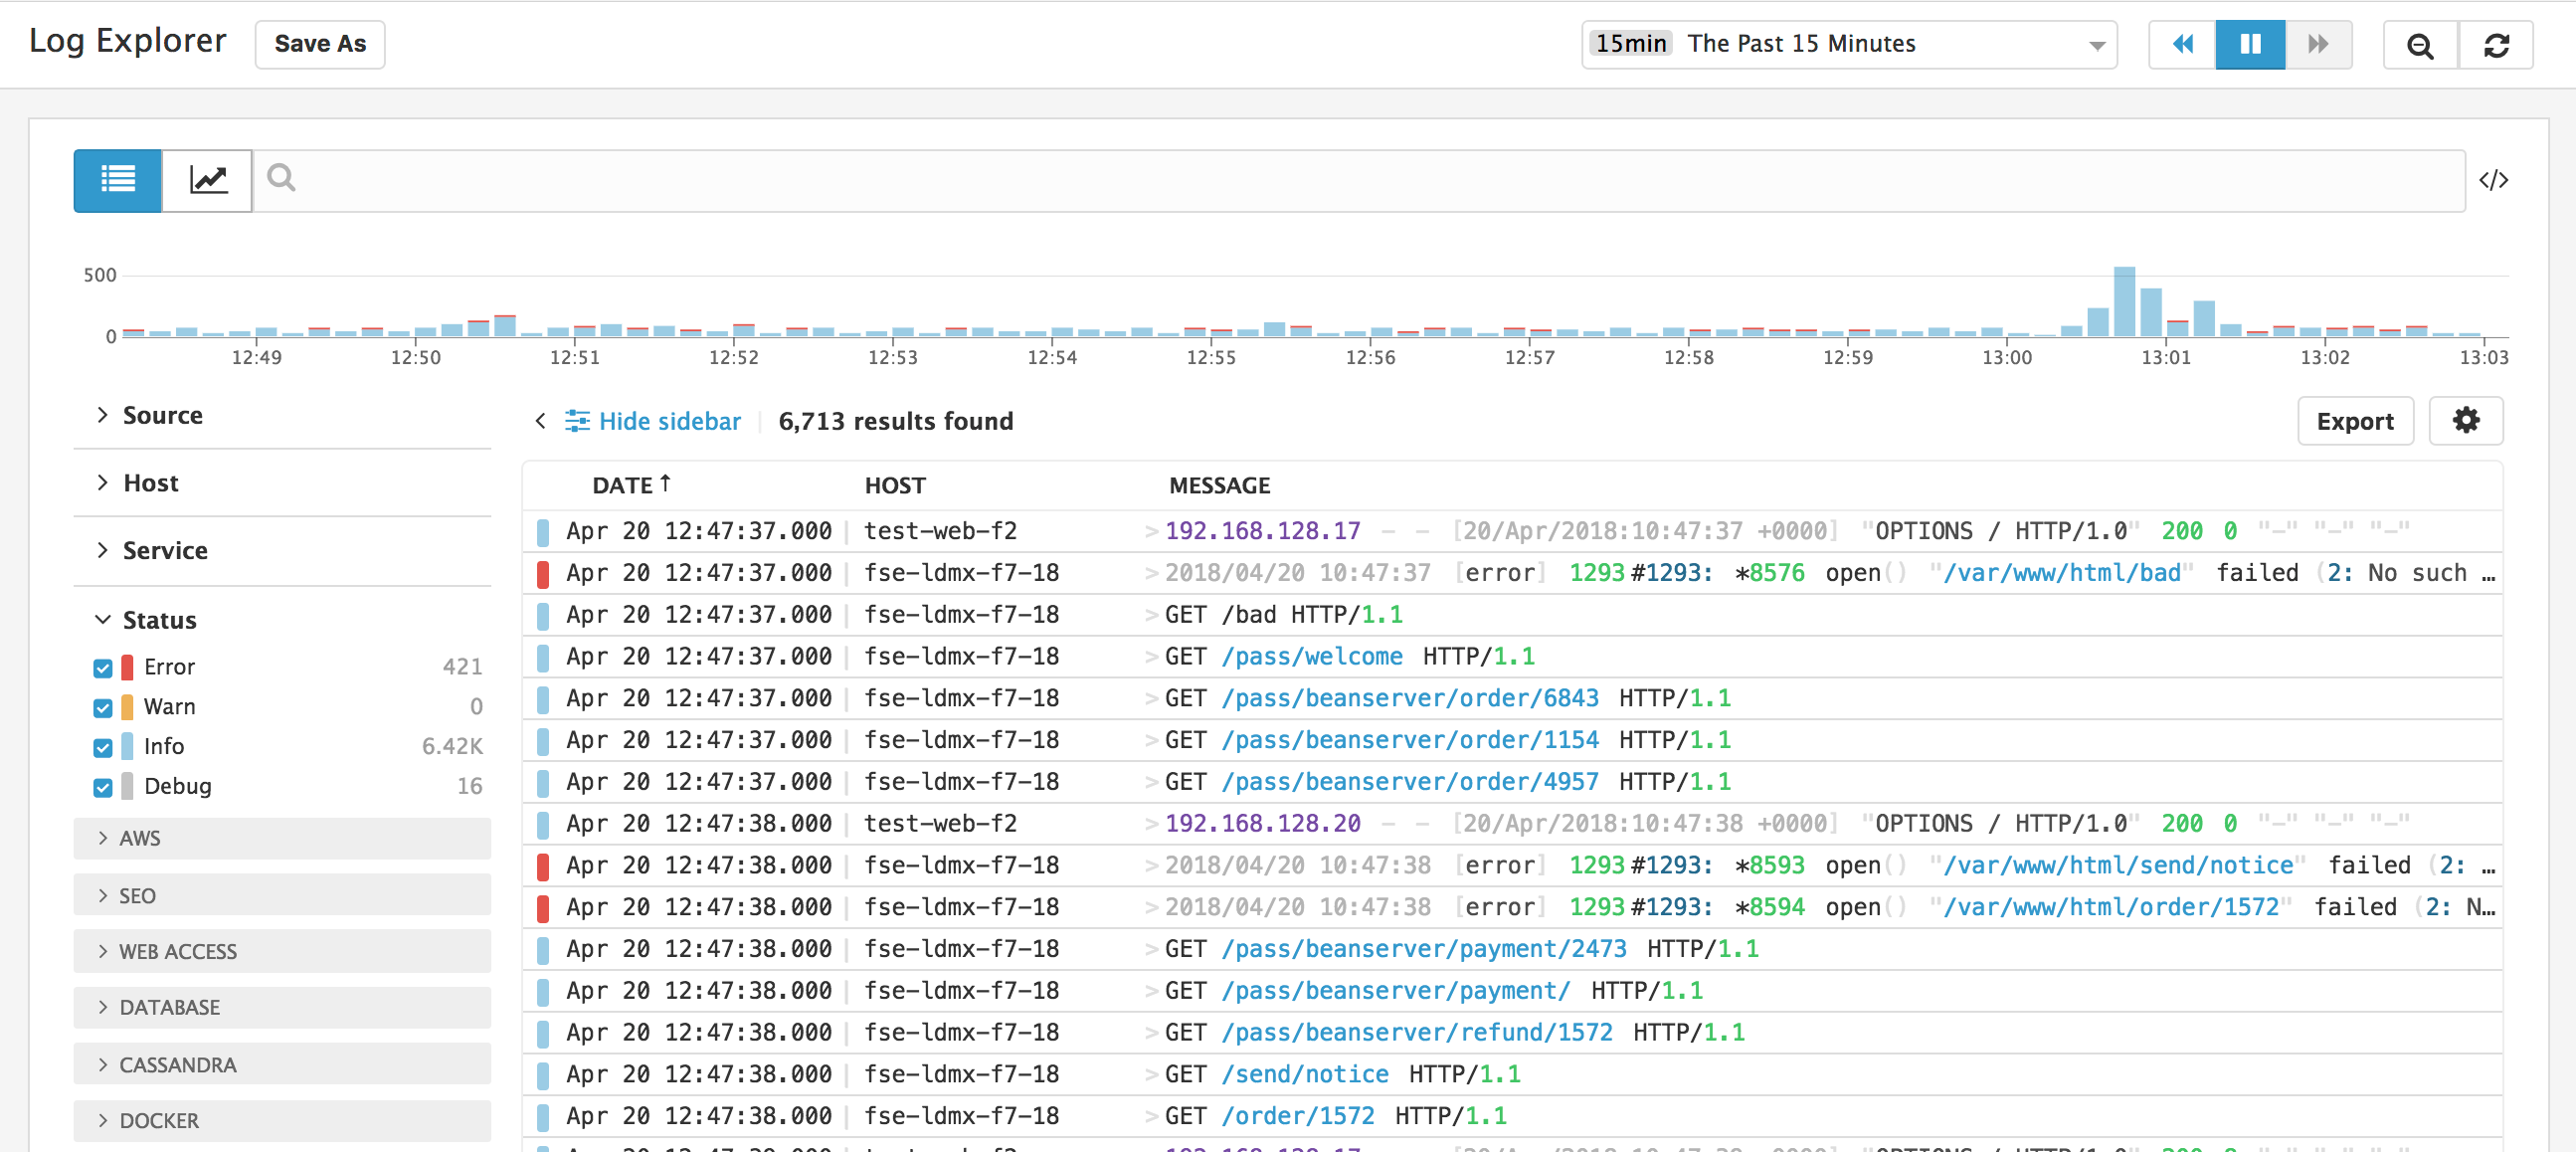 Log Explorer Save As 15min The Past 15 Minutes
</>
500
0
12:49 12:50 12:51 12:52 12:53 12:54 12:55 12:56 12:57 12:58 12:59 13:00 13:01 13:02 13:03
Source
Host
Service
Status
Error 421
Warn 0
Info 6.42K
Debug 16
AWS
SEO
WEB ACCESS
DATABASE
CASSANDRA
DOCKER
Hide sidebar 6,713 results found Export
DATE ↑ HOST MESSAGE
Apr 20 12:47:37.000 | test-web-f2 > 192.168.128.17 - - [20/Apr/2018:10:47:37 +0000] "OPTIONS / HTTP/1.0" 200 0 "-" "-" "-"
Apr 20 12:47:37.000 | fse-ldmx-f7-18 > 2018/04/20 10:47:37 [error] 1293#1293: *8576 open() "/var/www/html/bad" failed (2: No such …
Apr 20 12:47:37.000 | fse-ldmx-f7-18 > GET /bad HTTP/1.1
Apr 20 12:47:37.000 | fse-ldmx-f7-18 > GET /pass/welcome HTTP/1.1
Apr 20 12:47:37.000 | fse-ldmx-f7-18 > GET /pass/beanserver/order/6843 HTTP/1.1
Apr 20 12:47:37.000 | fse-ldmx-f7-18 > GET /pass/beanserver/order/1154 HTTP/1.1
Apr 20 12:47:37.000 | fse-ldmx-f7-18 > GET /pass/beanserver/order/4957 HTTP/1.1
Apr 20 12:47:38.000 | test-web-f2 > 192.168.128.20 - - [20/Apr/2018:10:47:38 +0000] "OPTIONS / HTTP/1.0" 200 0 "-" "-" "-"
Apr 20 12:47:38.000 | fse-ldmx-f7-18 > 2018/04/20 10:47:38 [error] 1293#1293: *8593 open() "/var/www/html/send/notice" failed (2: …
Apr 20 12:47:38.000 | fse-ldmx-f7-18 > 2018/04/20 10:47:38 [error] 1293#1293: *8594 open() "/var/www/html/order/1572" failed (2: N…
Apr 20 12:47:38.000 | fse-ldmx-f7-18 > GET /pass/beanserver/payment/2473 HTTP/1.1
Apr 20 12:47:38.000 | fse-ldmx-f7-18 > GET /pass/beanserver/payment/ HTTP/1.1
Apr 20 12:47:38.000 | fse-ldmx-f7-18 > GET /pass/beanserver/refund/1572 HTTP/1.1
Apr 20 12:47:38.000 | fse-ldmx-f7-18 > GET /send/notice HTTP/1.1
Apr 20 12:47:38.000 | fse-ldmx-f7-18 > GET /order/1572 HTTP/1.1